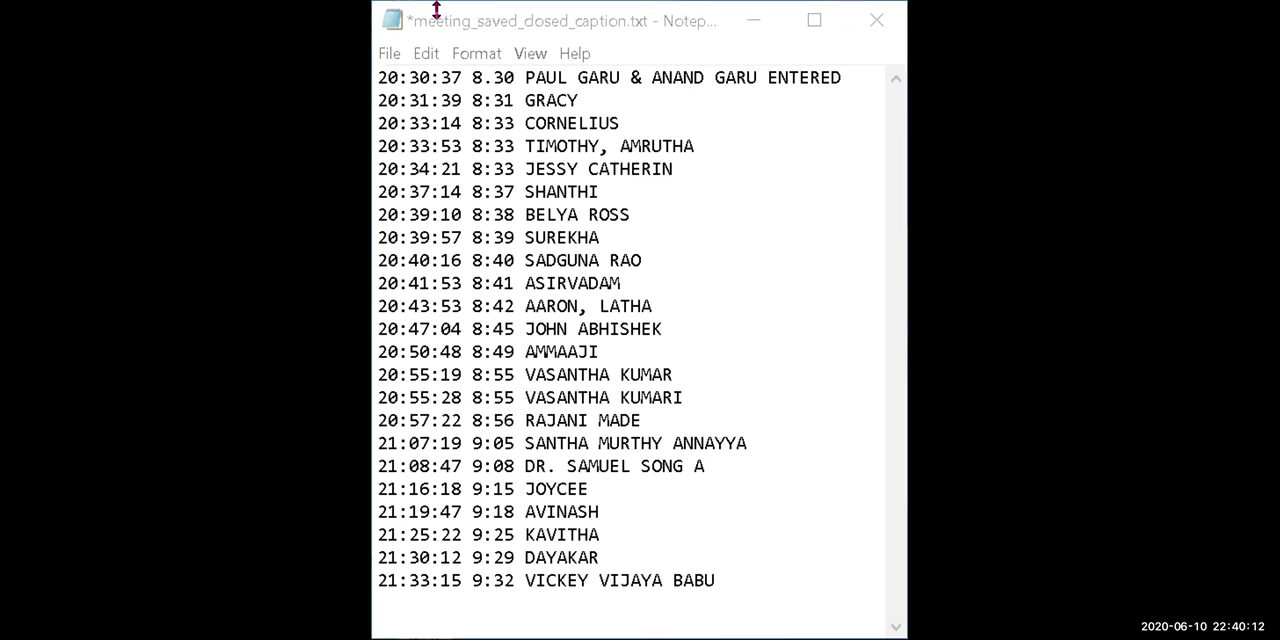 *meeting_saved_closed_caption.txt - Notep...
File Edit Format View Help
20:30:37 8.30 PAUL GARU & ANAND GARU ENTERED
20:31:39 8:31 GRACY
20:33:14 8:33 CORNELIUS
20:33:53 8:33 TIMOTHY, AMRUTHA
20:34:21 8:33 JESSY CATHERIN
20:37:14 8:37 SHANTHI
20:39:10 8:38 BELYA ROSS
20:39:57 8:39 SUREKHA
20:40:16 8:40 SADGUNA RAO
20:41:53 8:41 ASIRVADAM
20:43:53 8:42 AARON, LATHA
20:47:04 8:45 JOHN ABHISHEK
20:50:48 8:49 AMMAAJI
20:55:19 8:55 VASANTHA KUMAR
20:55:28 8:55 VASANTHA KUMARI
20:57:22 8:56 RAJANI MADE
21:07:19 9:05 SANTHA MURTHY ANNAYYA
21:08:47 9:08 DR. SAMUEL SONG A
21:16:18 9:15 JOYCEE
21:19:47 9:18 AVINASH
21:25:22 9:25 KAVITHA
21:30:12 9:29 DAYAKAR
21:33:15 9:32 VICKEY VIJAYA BABU
2020-06-10 22:40:12